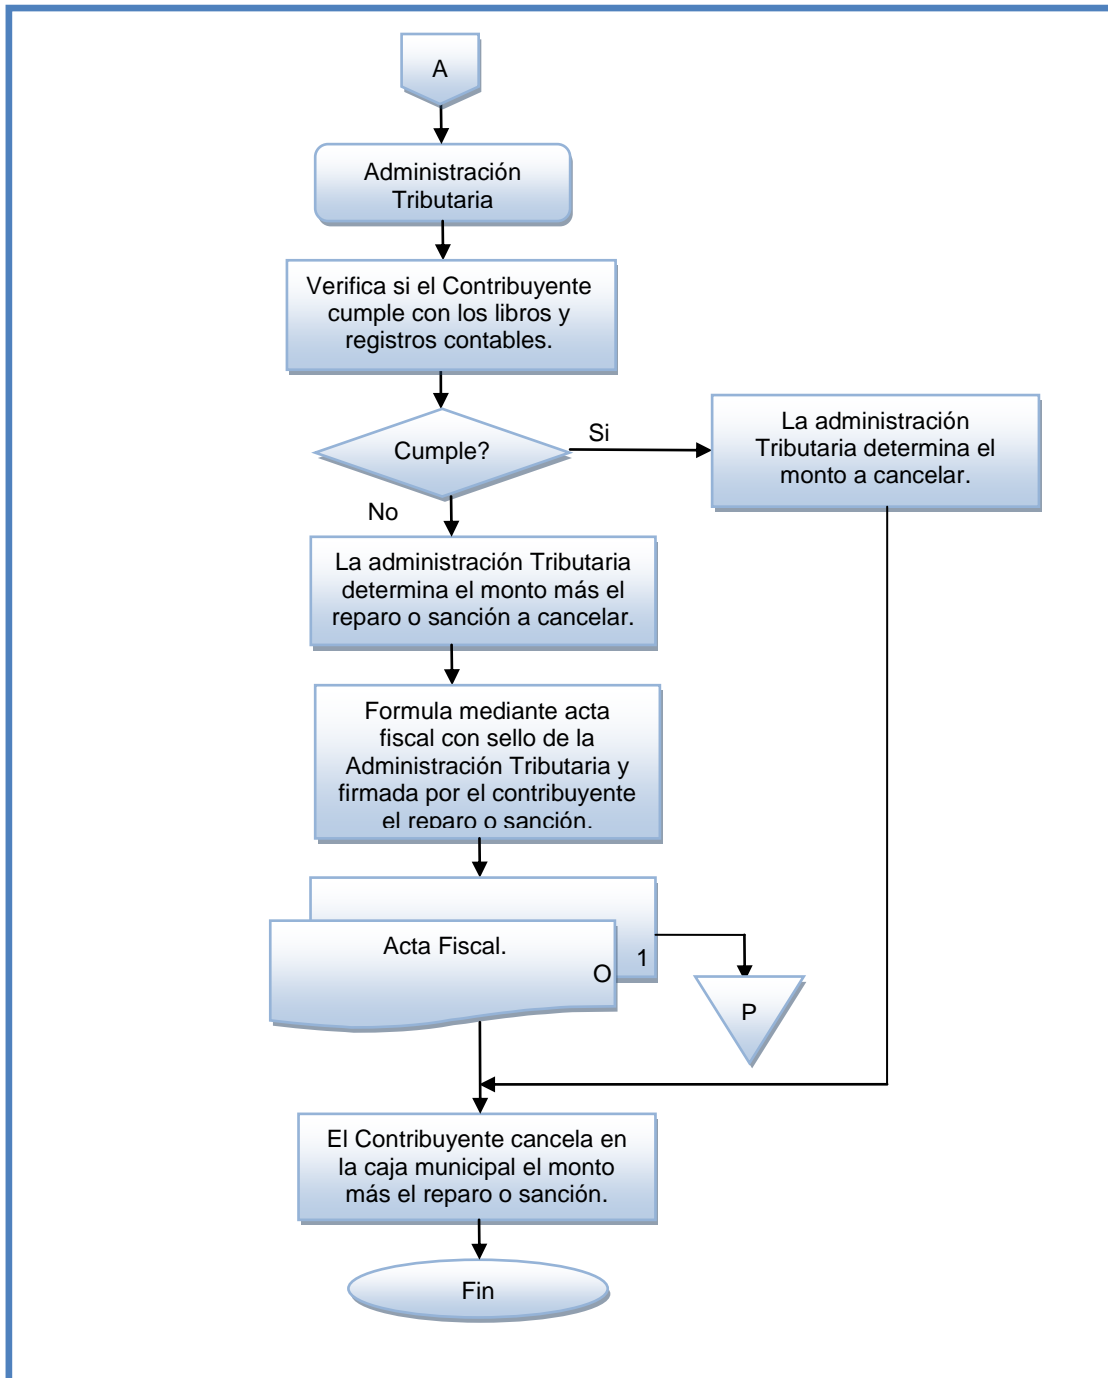 A
Administración
Tributaria
Verifica si el Contribuyente
cumple con los libros y
registros contables.
Cumple?
Si
La administración
Tributaria determina el
monto a cancelar.
No
La administración Tributaria
determina el monto más el
reparo o sanción a cancelar.
Formula mediante acta
fiscal con sello de la
Administración Tributaria y
firmada por el contribuyente
el reparo o sanción.
Acta Fiscal.
O
1
P
El Contribuyente cancela en
la caja municipal el monto
más el reparo o sanción.
Fin